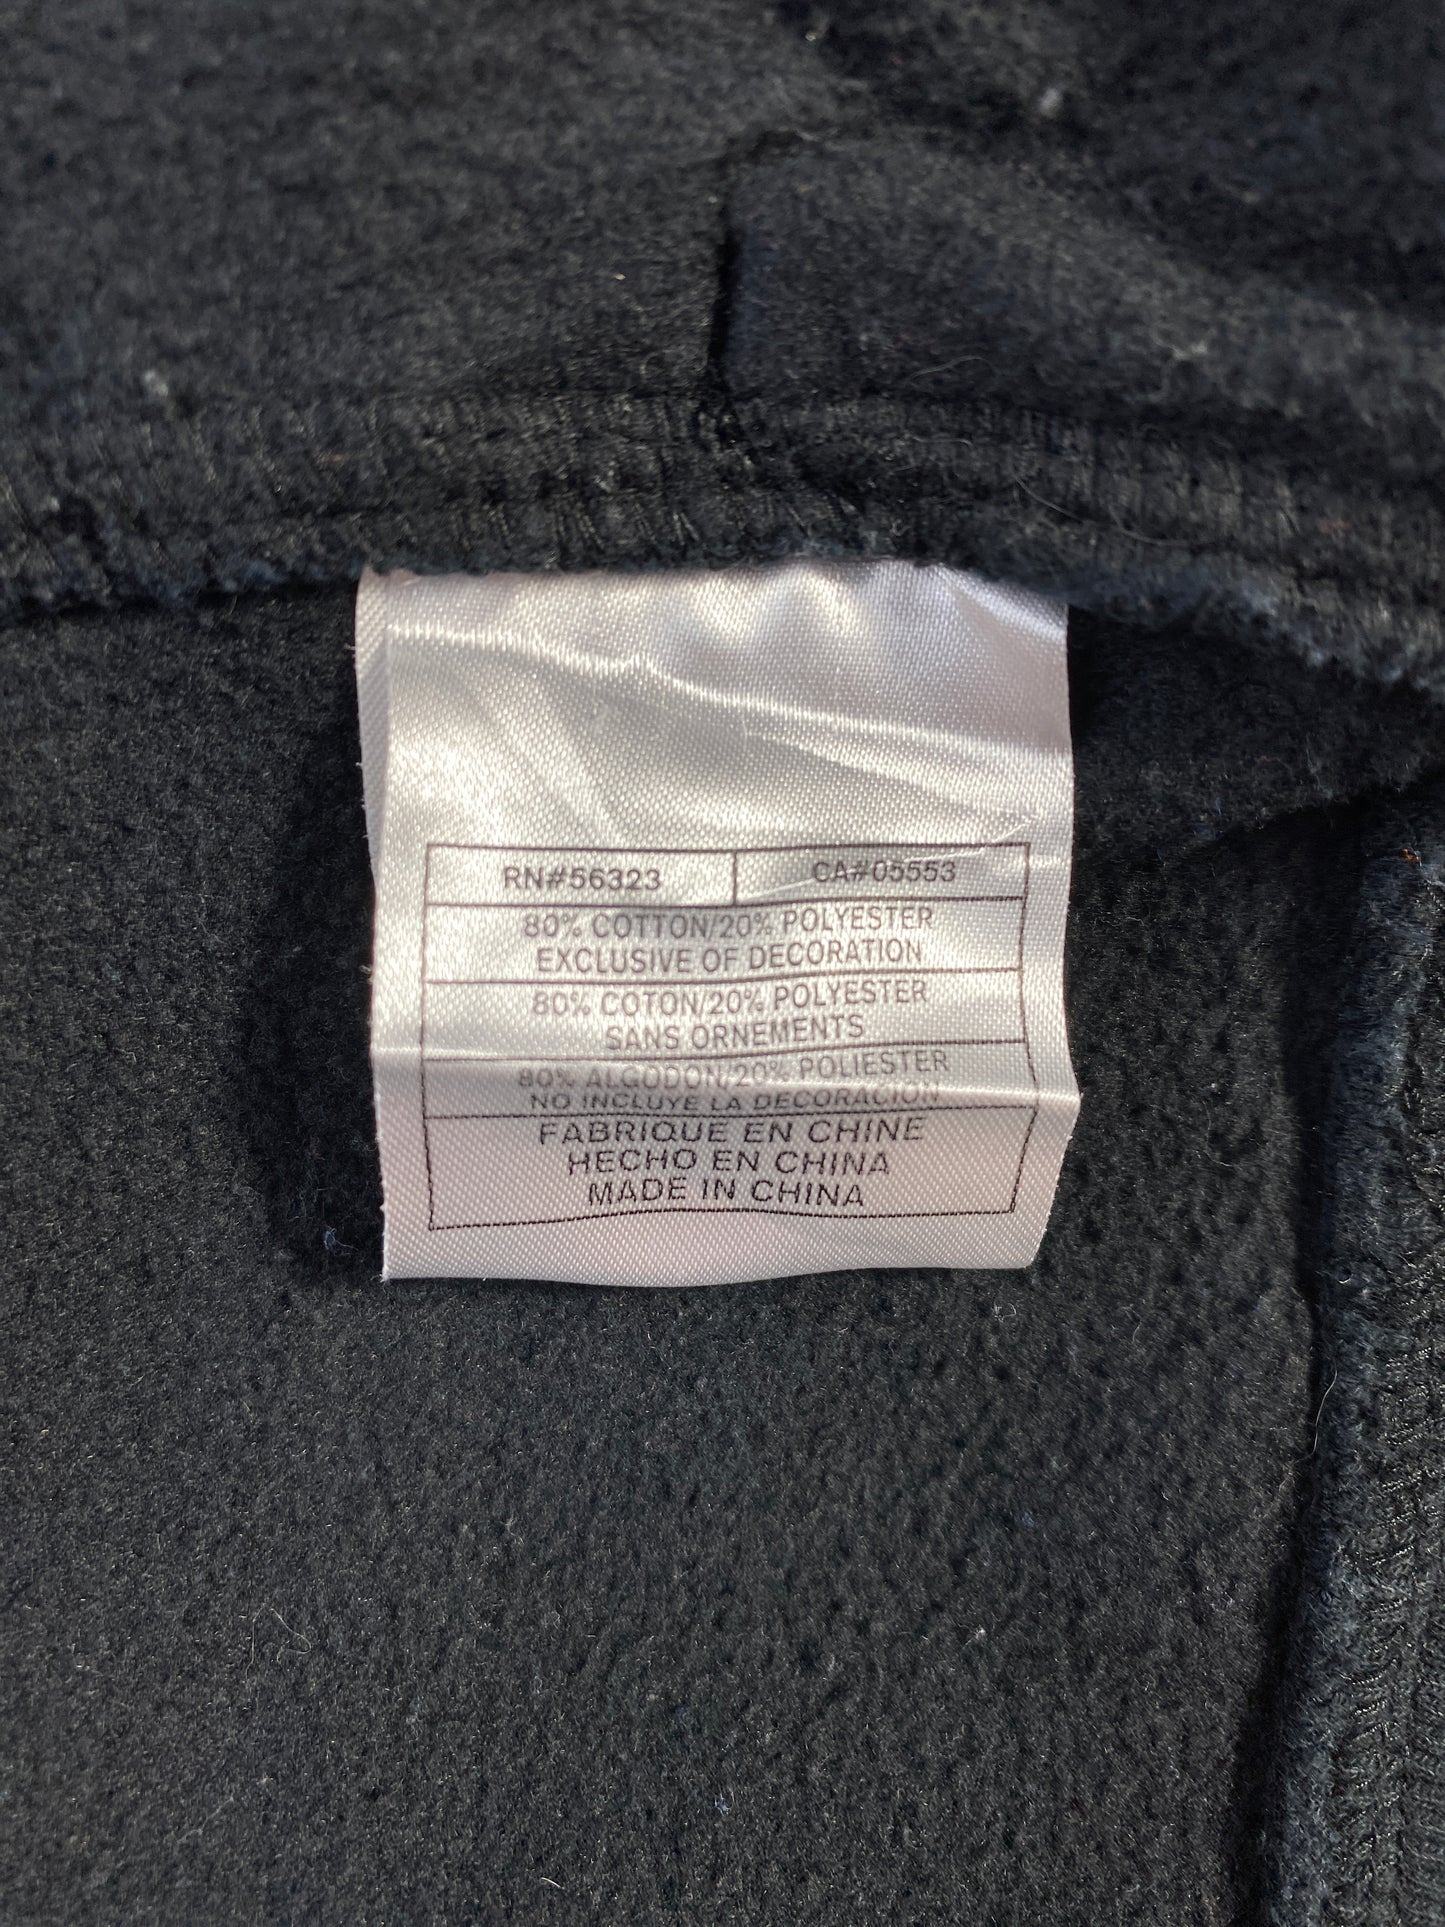 RN#56323 CA#05553
80% COTTON/20% POLYESTER
EXCLUSIVE OF DECORATION
80% COTON/20% POLYESTER
SANS ORNEMENTS
80% ALGODON/20% POLIESTER
NO INCLUYE LA DECORACION
FABRIQUE EN CHINE
HECHO EN CHINA
MADE IN CHINA